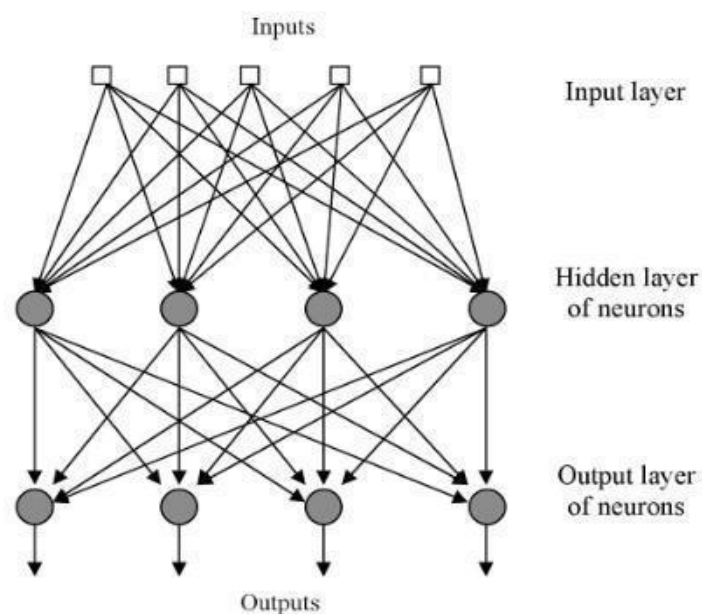 Inputs
Input layer
Hidden layer
of neurons
Output layer
of neurons
Outputs